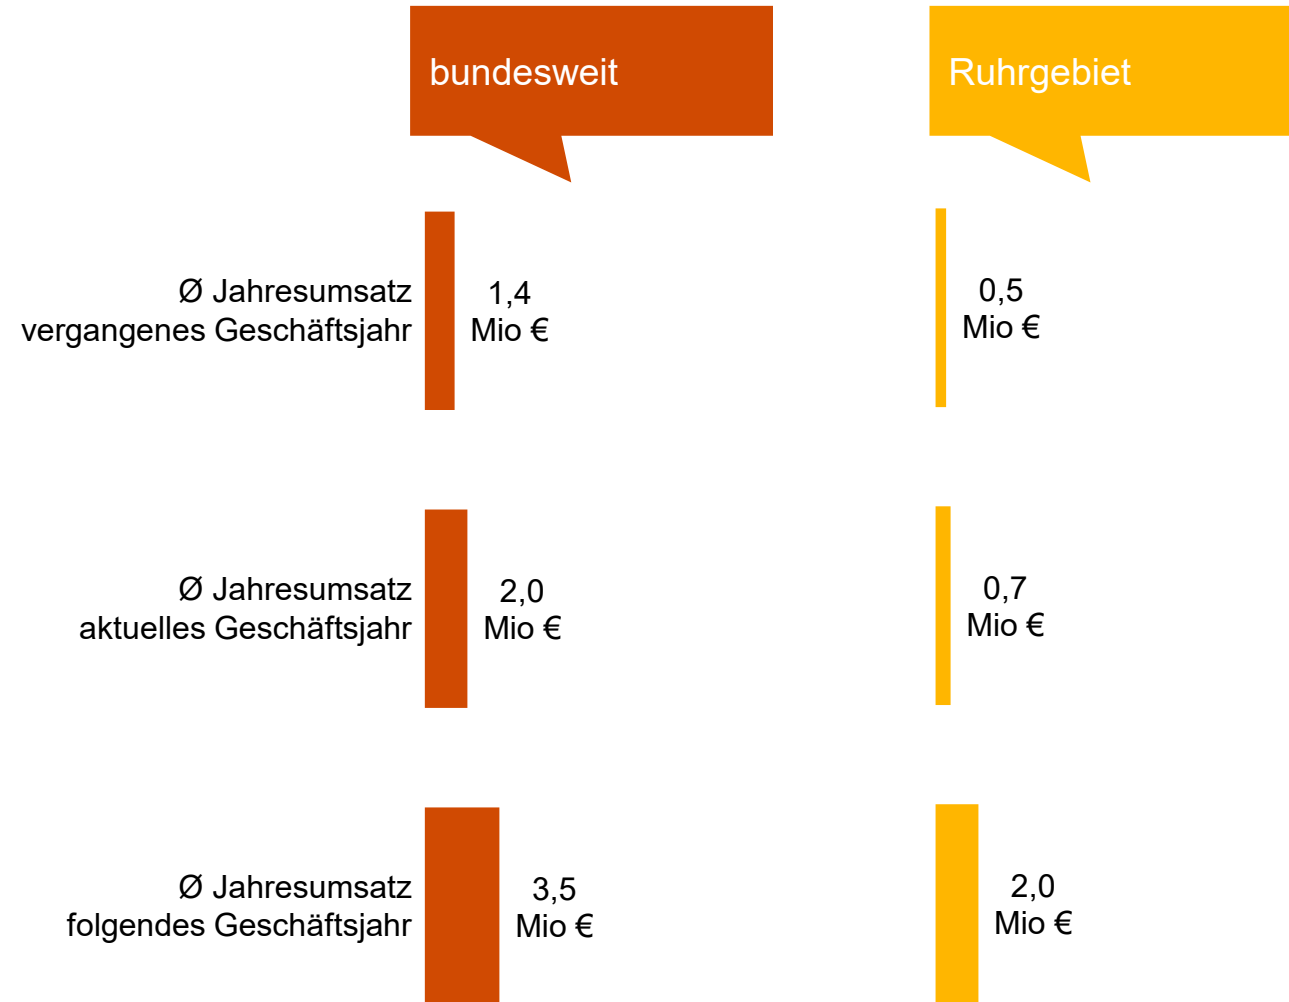 bundesweit
Ruhrgebiet
Ø Jahresumsatz
vergangenes Geschäftsjahr
1,4
Mio €
0,5
Mio €
Ø Jahresumsatz
aktuelles Geschäftsjahr
2,0
Mio €
0,7
Mio €
Ø Jahresumsatz
folgendes Geschäftsjahr
3,5
Mio €
2,0
Mio €